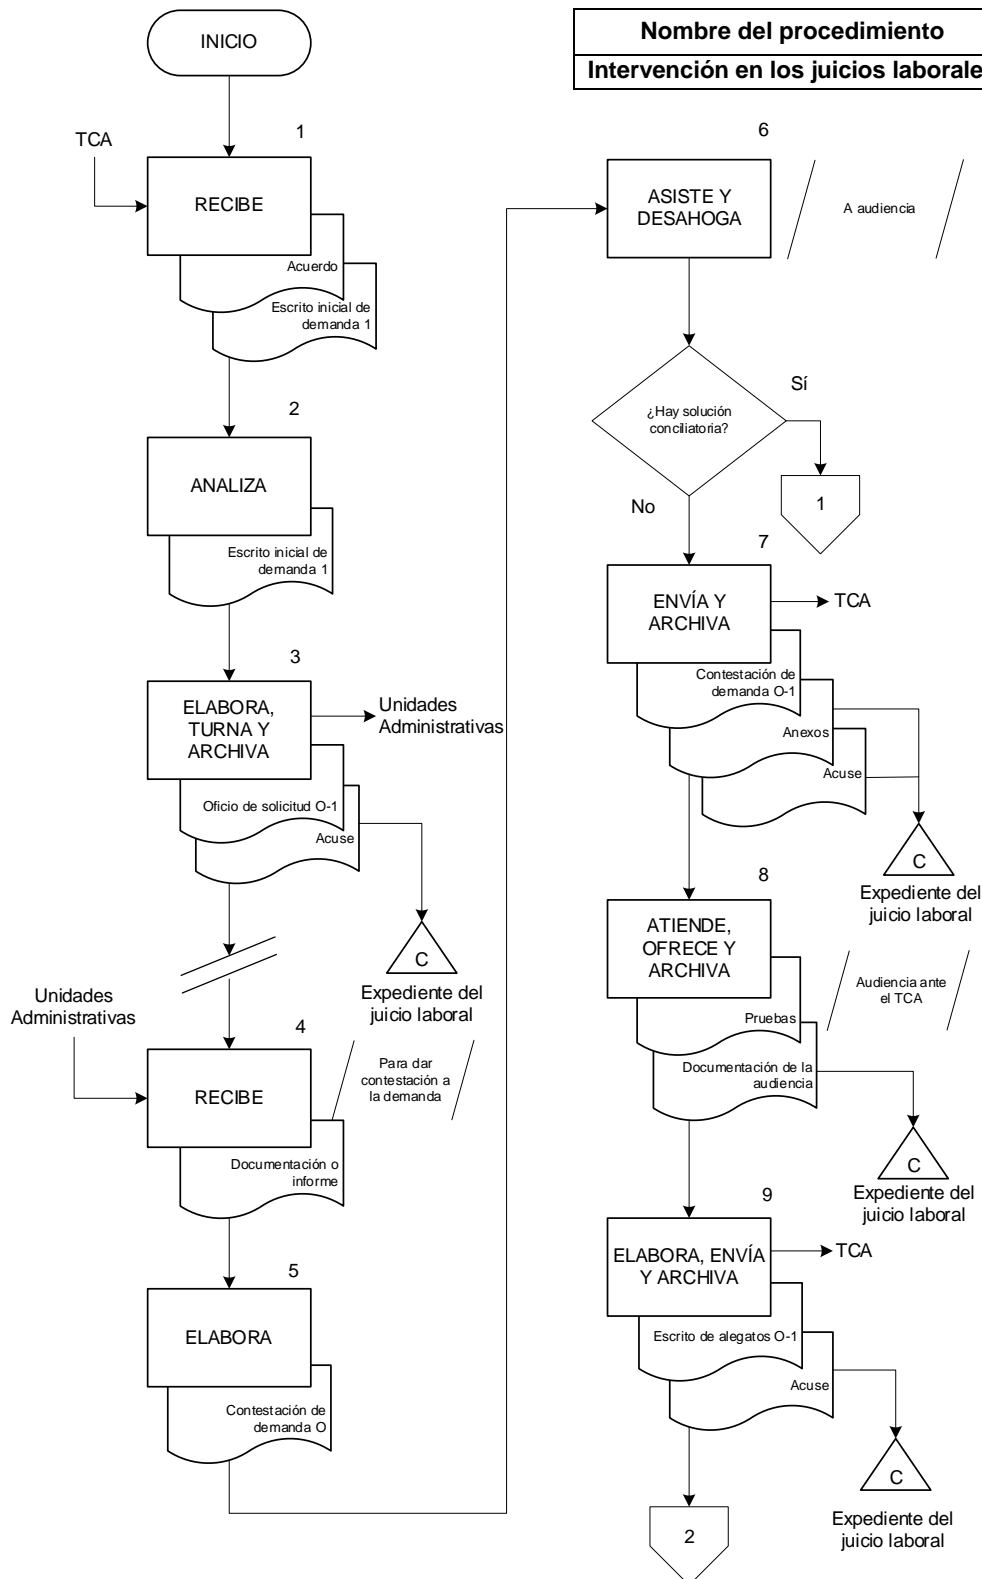 Nombre del procedimiento
Intervención en los juicios laborale
INICIO
TCA
1
RECIBE
Acuerdo
Escrito inicial de
demanda 1
2
ANALIZA
Escrito inicial de
demanda 1
3
ELABORA,
TURNA Y
ARCHIVA
Unidades
Administrativas
Oficio de solicitud O-1
Acuse
C
Expediente del
juicio laboral
Unidades
Administrativas
4
RECIBE
Para dar
contestación a
la demanda
Documentación o
informe
5
ELABORA
Contestación de
demanda O
6
ASISTE Y
DESAHOGA
A audiencia
¿Hay solución
conciliatoria?
Sí
1
No
7
ENVÍA Y
ARCHIVA
TCA
Contestación de
demanda O-1
Anexos
Acuse
C
Expediente del
juicio laboral
8
ATIENDE,
OFRECE Y
ARCHIVA
Audiencia ante
el TCA
Pruebas
Documentación de la
audiencia
C
Expediente del
juicio laboral
9
ELABORA, ENVÍA
Y ARCHIVA
TCA
Escrito de alegatos O-1
Acuse
C
Expediente del
juicio laboral
2